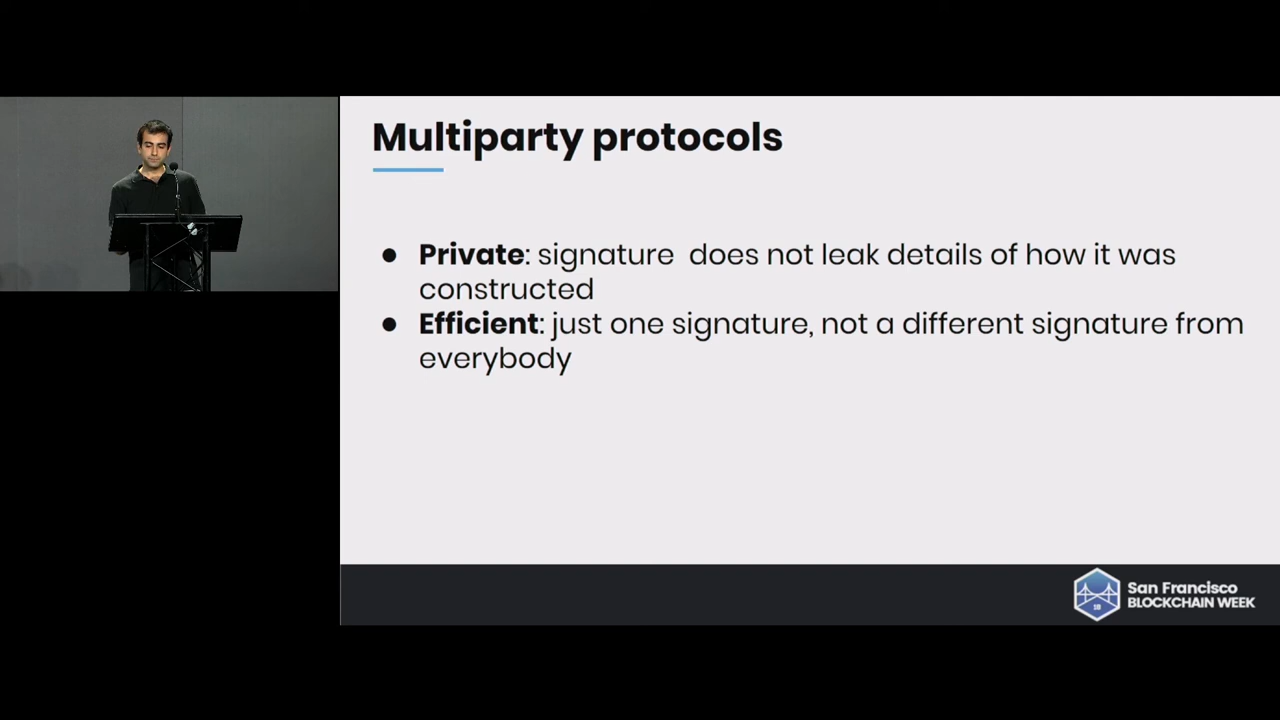 Multiparty protocols
● Private: signature  does not leak details of how it was
constructed
● Efficient: just one signature, not a different signature from
everybody
18
San Francisco
BLOCKCHAIN WEEK